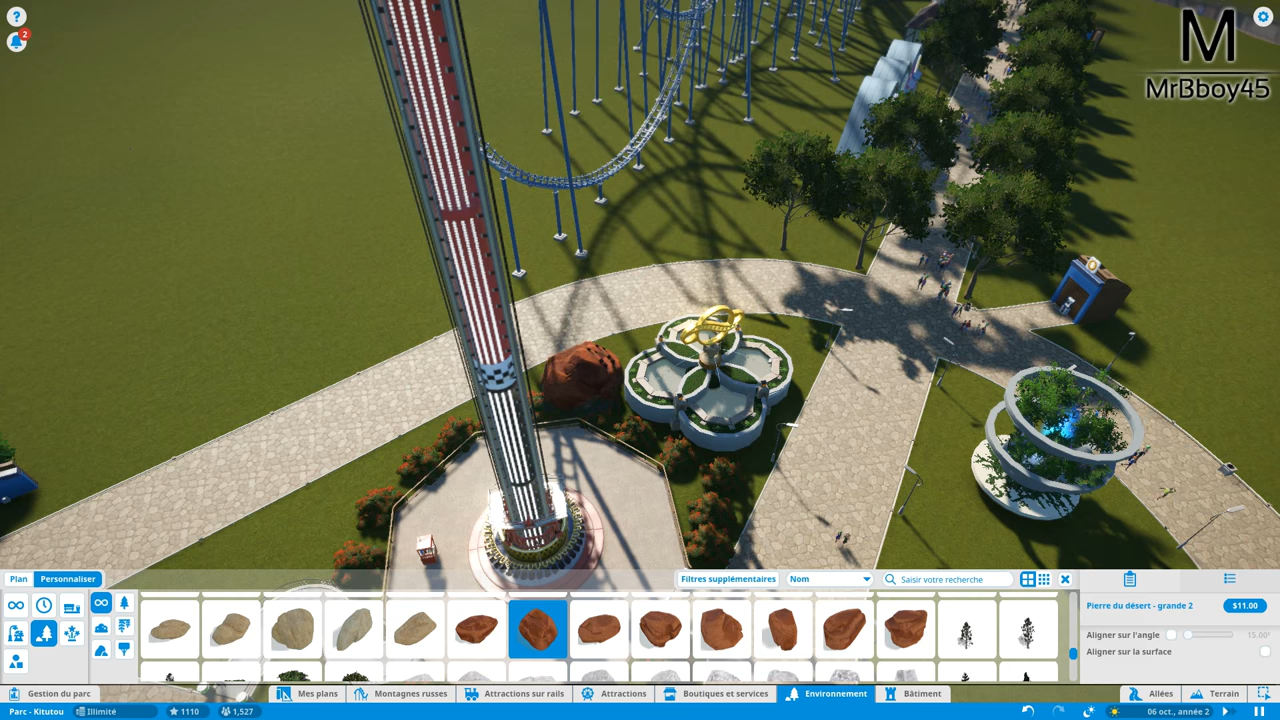 ?
2
M
MrBboy45
Plan
Personnaliser
Filtres supplémentaires
Nom
Saisir votre recherche
Pierre du désert - grande 2
$11.00
Aligner sur l'angle
15.00°
Aligner sur la surface
Gestion du parc
Mes plans
Montagnes russes
Attractions sur rails
Attractions
Boutiques et services
Environnement
Bâtiment
Allées
Terrain
Parc - Kitutou
Illimité
1110
1,527
06 oct., année 2